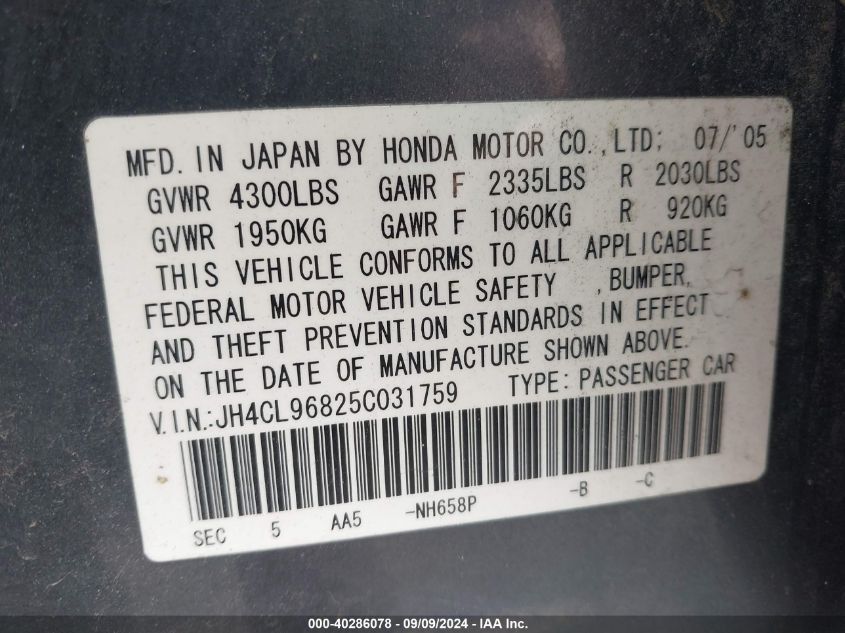 MFD. IN JAPAN BY HONDA MOTOR CO.,LTD; 07/'05
GVWR 4300LBS GAWR F 2335LBS R 2030LBS
GVWR 1950KG GAWR F 1060KG R 920KG
THIS VEHICLE CONFORMS TO ALL APPLICABLE
FEDERAL MOTOR VEHICLE SAFETY ,BUMPER,
AND THEFT PREVENTION STANDARDS IN EFFECT
ON THE DATE OF MANUFACTURE SHOWN ABOVE.
V.I.N.:JH4CL96825C031759 TYPE: PASSENGER CAR
SEC 5 AA5 -NH658P -B -C
000-40286078 - 09/09/2024 - IAA Inc.